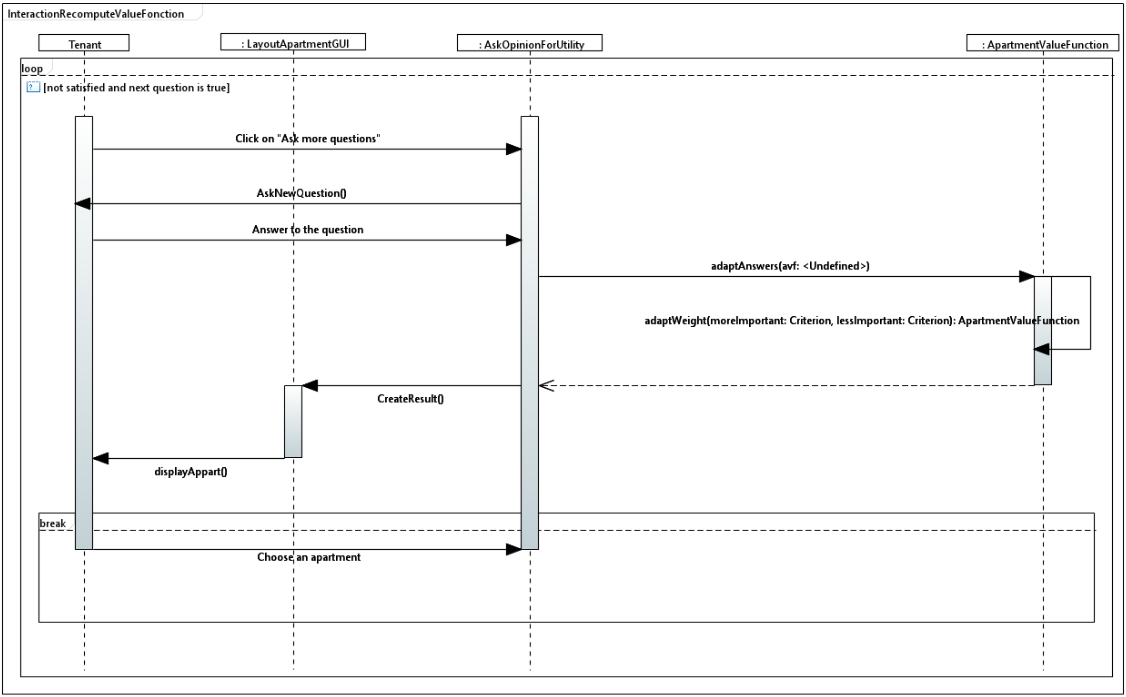 InteractionRecomputeValueFonction
Tenant
: LayoutApartmentGUI
: AskOpinionForUtility
: ApartmentValueFunction
loop
[not satisfied and next question is true]
Click on "Ask more questions"
AskNewQuestion()
Answer to the question
adaptAnswers(avf: <Undefined>)
adaptWeight(moreImportant: Criterion, lessImportant: Criterion): ApartmentValueFunction
CreateResult()
displayAppart()
break
Choose an apartment